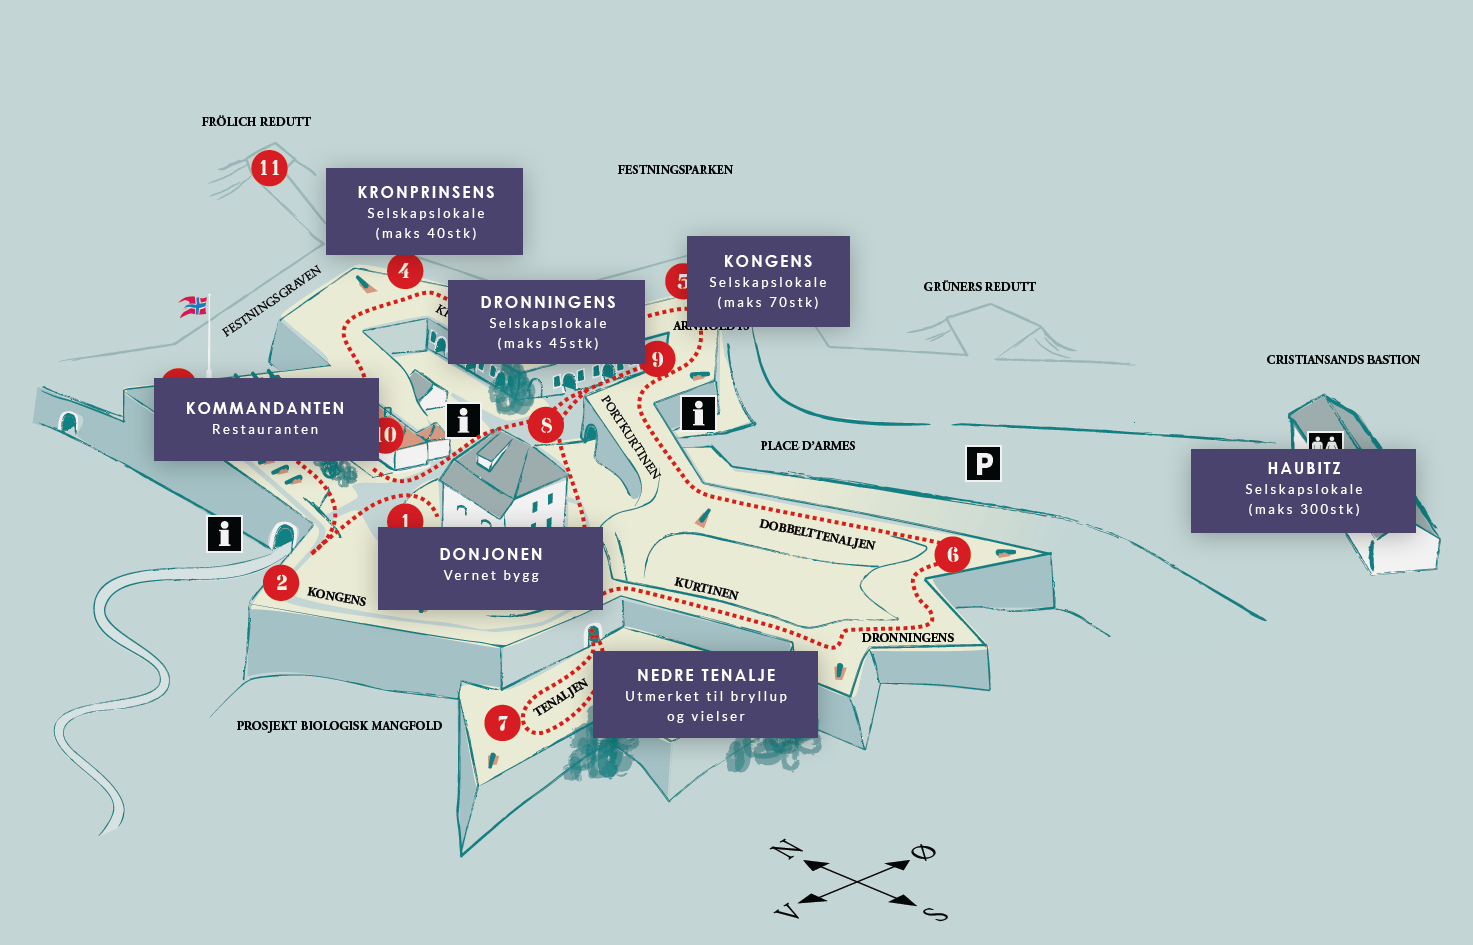 FRÖLICH REDUTT
11
FESTNINGSPARKEN
KRONPRINSENS
Selskapslokale
(maks 40stk)
4
KONGENS
Selskapslokale
(maks 70stk)
5
FESTNINGSGRAVEN
DRONNINGENS
Selskapslokale
(maks 45stk)
GRÜNERS REDUTT
9
CRISTIANSANDS BASTION
KOMMANDANTEN
Restauranten
10
i
8
PORTKURTINEN
i
PLACE D'ARMES
P
HAUBITZ
Selskapslokale
(maks 300stk)
i
1
DOBBELTTENALJEN
6
DONJONEN
Vernet bygg
2
KONGENS
KURTINEN
DRONNINGENS
NEDRE TENALJE
Utmerket til bryllup
og vielser
TENALJEN
7
PROSJEKT BIOLOGISK MANGFOLD
N
Ø
V
S